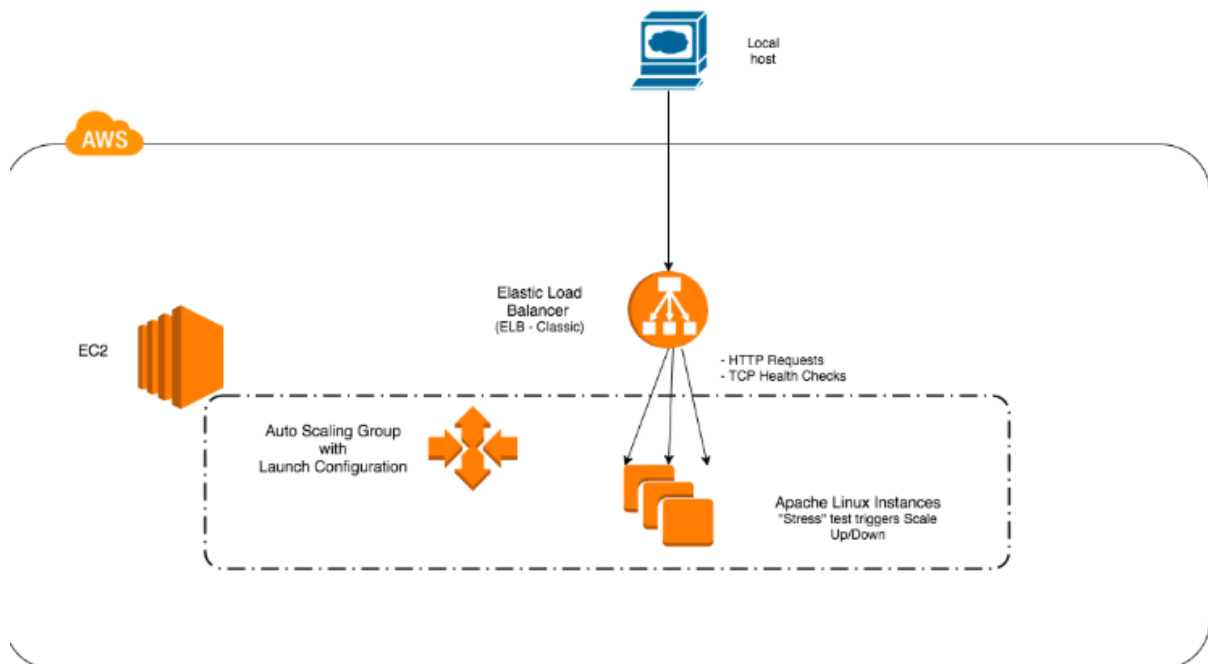 Local
host
AWS
Elastic Load
Balancer
(ELB - Classic)
EC2
- HTTP Requests
- TCP Health Checks
Auto Scaling Group
with
Launch Configuration
Apache Linux Instances
"Stress" test triggers Scale
Up/Down